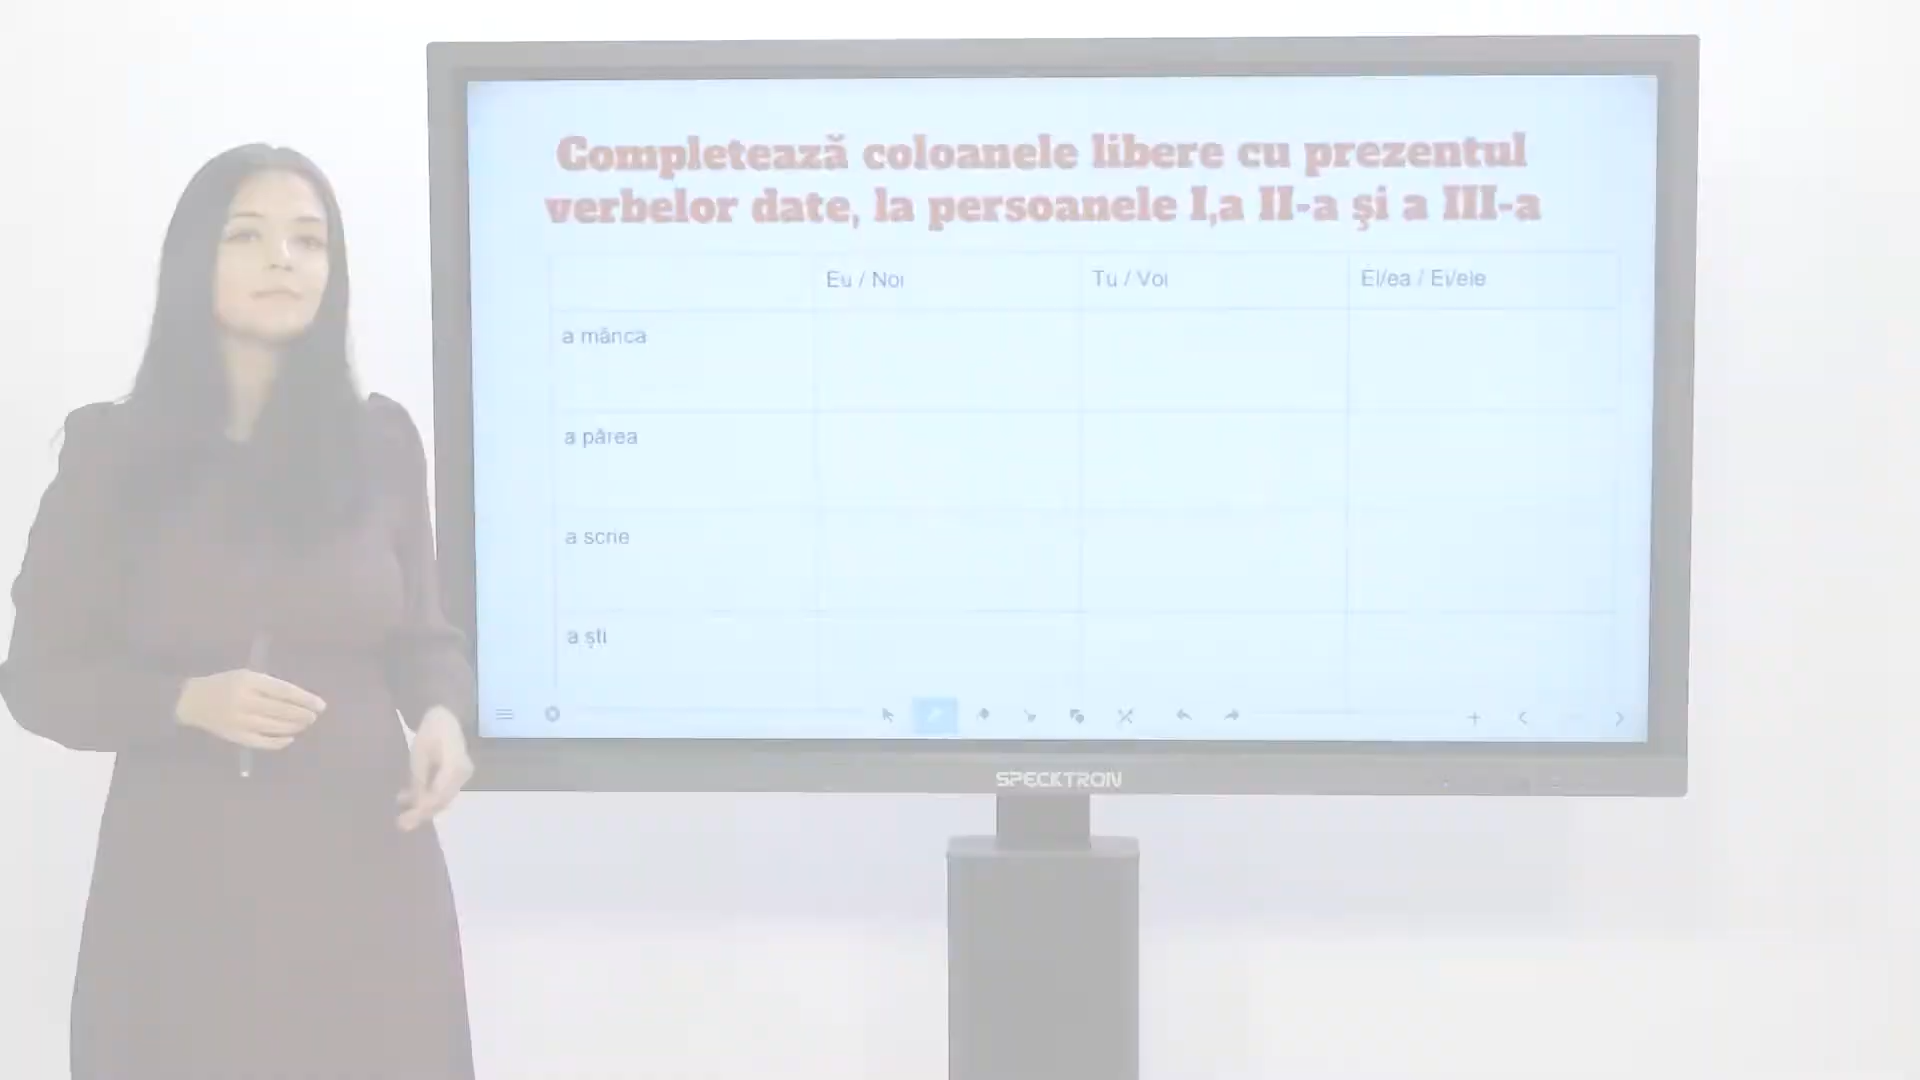 Completează coloanele libere cu prezentul
verbelor date, la persoanele I,a II-a şi a III-a
Eu / Noi
Tu / Voi
El/ea / Ei/ele
a mânca
a părea
a scrie
a ști
SPECKTRON